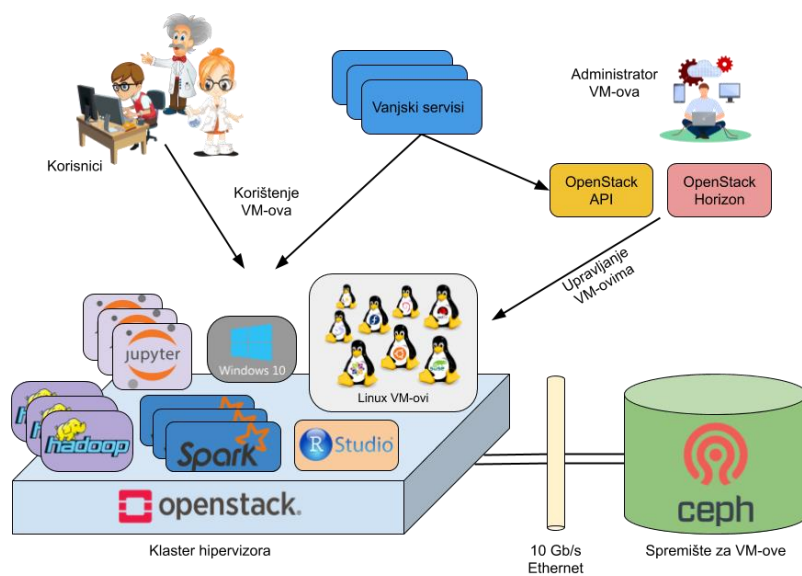 Korisnici
Vanjski servisi
Administrator
VM-ova
Korištenje
VM-ova
OpenStack
API
OpenStack
Horizon
Upravljanje
VM-ovima
jupyter
Windows 10
Linux VM-ovi
hadoop
Spark
R Studio
openstack.
ceph
Klaster hipervizora
10 Gb/s
Ethernet
Spremište za VM-ove